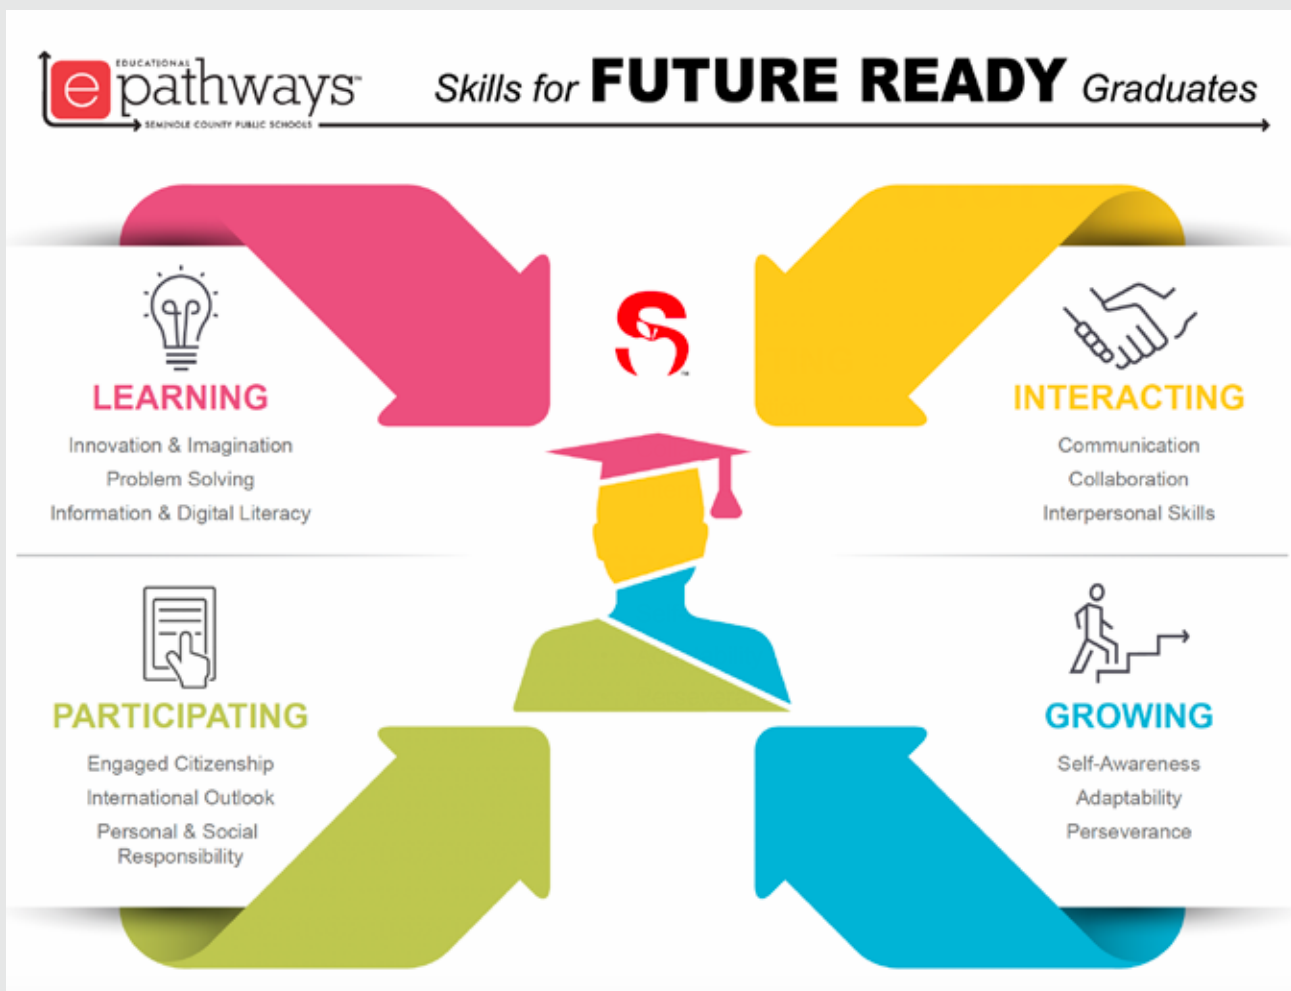 EDUCATIONAL
e pathways™
SEMINOLE COUNTY PUBLIC SCHOOLS
Skills for FUTURE READY Graduates
S
LEARNING
Innovation & Imagination
Problem Solving
Information & Digital Literacy
INTERACTING
Communication
Collaboration
Interpersonal Skills
PARTICIPATING
Engaged Citizenship
International Outlook
Personal & Social
Responsibility
GROWING
Self-Awareness
Adaptability
Perseverance